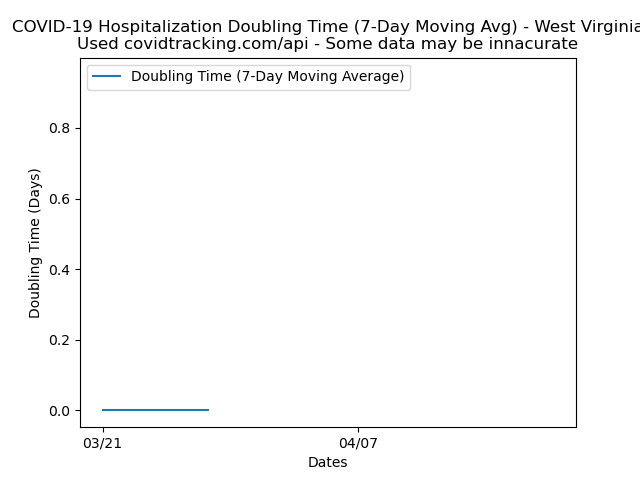 COVID-19 Hospitalization Doubling Time (7-Day Moving Avg) - West Virginia
Used covidtracking.com/api - Some data may be innacurate
Doubling Time (7-Day Moving Average)
Doubling Time (Days)
0.8
0.6
0.4
0.2
0.0
03/21
04/07
Dates